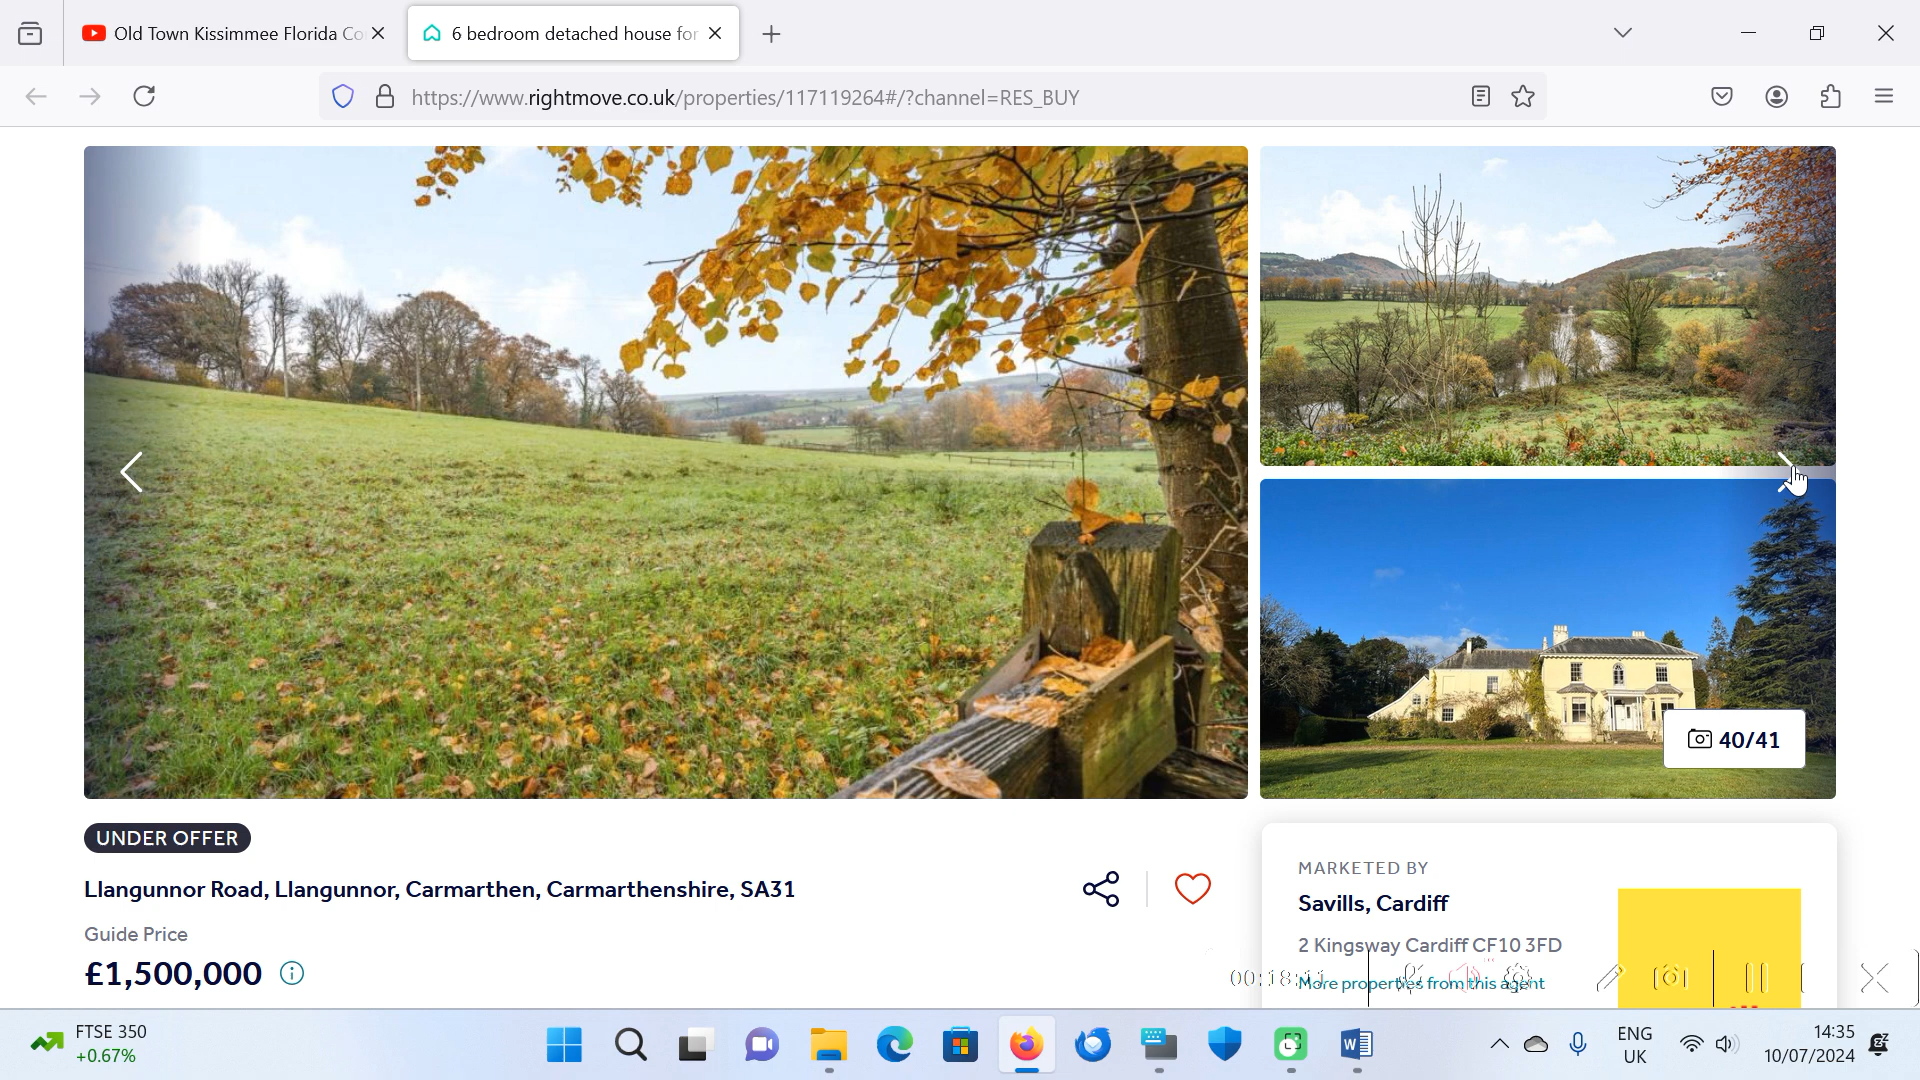 Old Town Kissimmee Florida Co
6 bedroom detached house for
https://www.rightmove.co.uk/properties/117119264#/?channel=RES_BUY
40/41
UNDER OFFER
Llangunnor Road, Llangunnor, Carmarthen, Carmarthenshire, SA31
Guide Price
£1,500,000
MARKETED BY
Savills, Cardiff
2 Kingsway Cardiff CF10 3FD
More properties from this agent
FTSE 350
+0.67%
ENG
UK
14:35
10/07/2024